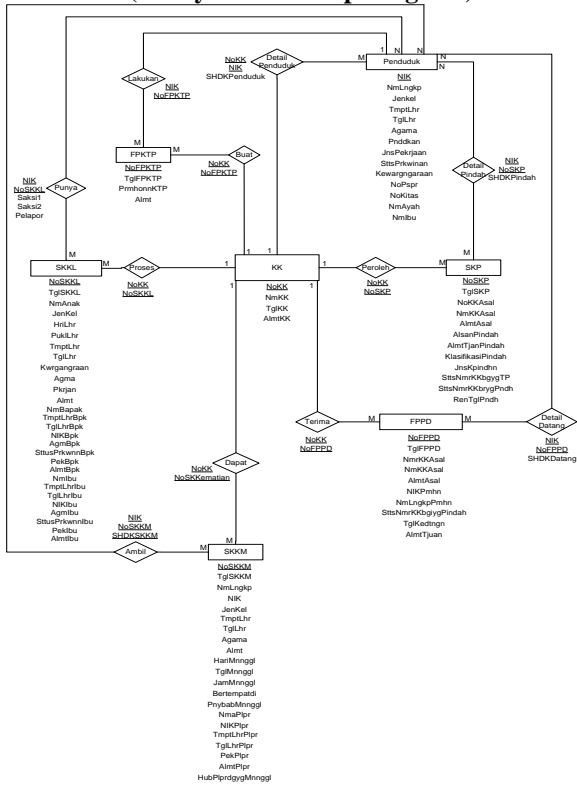 1
N
N
N
N
Penduduk
NIK
NmLngkp
Jenkel
TmptLhr
TglLhr
Agama
Pnddkan
JnsPekrjaan
SttsPrkwinan
Kewargngaraan
NoPspr
NoKitas
NmAyah
NmIbu
M
Detail
Penduduk
NoKK
NIK
SHDKPenduduk
Lakukan
NIK
NoFPKTP
M
FPKTP
M
NoFPKTP
TglFPKTP
PrmhonnKTP
Almt
Buat
NoKK
NoFPKTP
Detail
Pindah
NIK
NoSKP
SHDKPindah
Punya
NIK
NoSKKL
Saksi1
Saksi2
Pelapor
M
SKKL
M
NoSKKL
TglSKKL
NmAnak
JenKel
HriLhr
PuklLhr
TmptLhr
TglLhr
Kwrgangraan
Agma
Pkrjan
Almt
NmBapak
TmptLhrBpk
TglLhrBpk
NIKBpk
AgmBpk
SttusPrkwnnBpk
PekBpk
AlmtBpk
NmIbu
TmptLhrIbu
TglLhrIbu
NIKIbu
AgmIbu
SttusPrkwnnIbu
PekIbu
AlmtIbu
Proses
NoKK
NoSKKL
1
1
1
KK
1
1
1
NoKK
NmKK
TglKK
AlmtKK
Peroleh
NoKK
NoSKP
M
M
SKP
NoSKP
TglSKP
NoKKAsal
NmKKAsal
AlmtAsal
AlsanPindah
AlmtTjanPindah
KlasifikasiPindah
JnsKpindhn
SttsNmrKKbgygTP
SttsNmrKKbrygPndh
RenTglPndh
Terima
NoKK
NoFPPD
M
FPPD
M
NoFPPD
TglFPPD
NmrKKAsal
NmKKAsal
AlmtAsal
NIKPmhn
NmLngkpPmhn
SttsNmrKKbgiygPindah
TglKedtngn
AlmtTjuan
Detail
Datang
NIK
NoFPPD
SHDKDatang
Dapat
NoKK
NoSKKematian
NIK
NoSKKM
SHDKSKKM
Ambil
M
M
SKKM
NoSKKM
TglSKKM
NmLngkp
NIK
JenKel
TmptLhr
TglLhr
Agama
Almt
HariMnnggl
TglMnnggl
JamMnnggl
Bertempatdi
PnybabMnnggl
NmaPlpr
NIKPlpr
TmptLhrPlpr
TglLhrPlpr
PekPlpr
AlmtPlpr
HubPlprdgygMnnggl